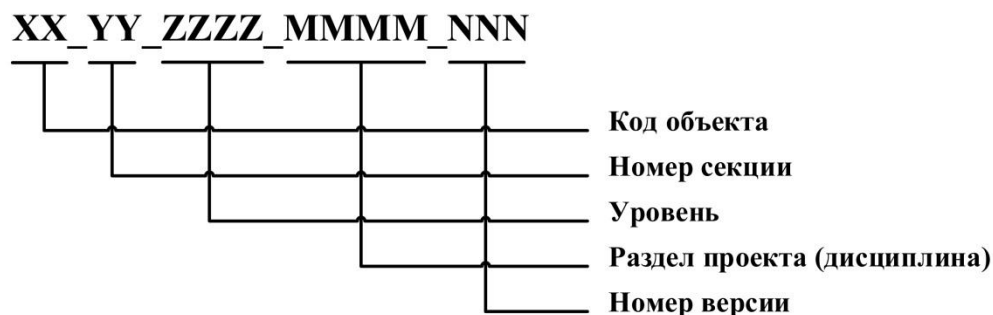 XX_YY_ZZZZ_MMMM_NNN
Код объекта
Номер секции
Уровень
Раздел проекта (дисциплина)
Номер версии